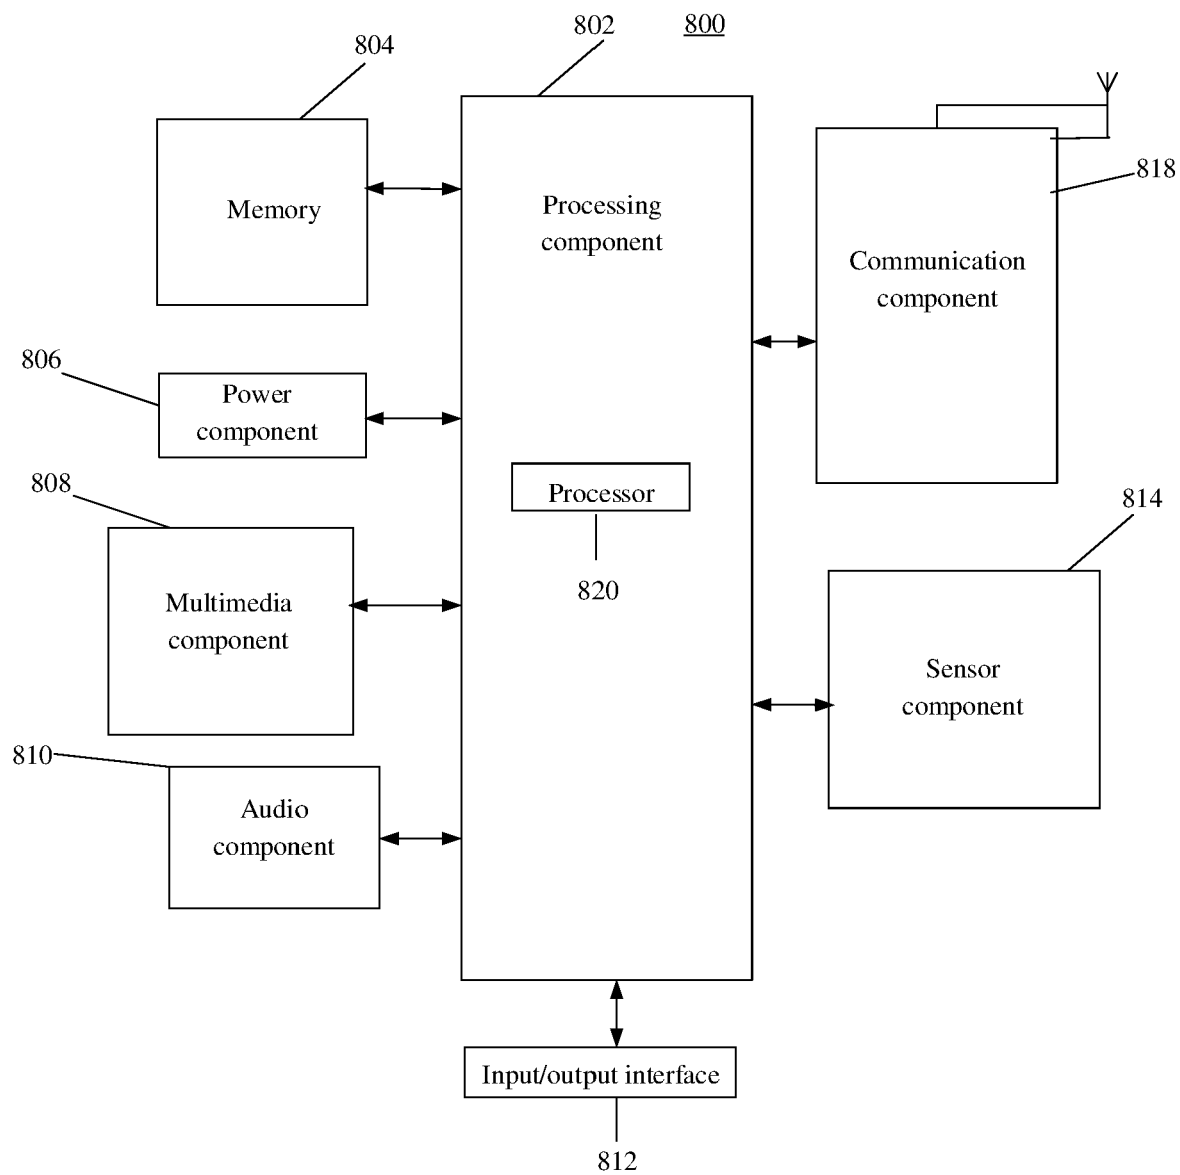 802
800
804
Memory
Processing
component
818
Communication
component
806
Power
component
808
Processor
820
814
Multimedia
component
Sensor
component
810
Audio
component
Input/output interface
812